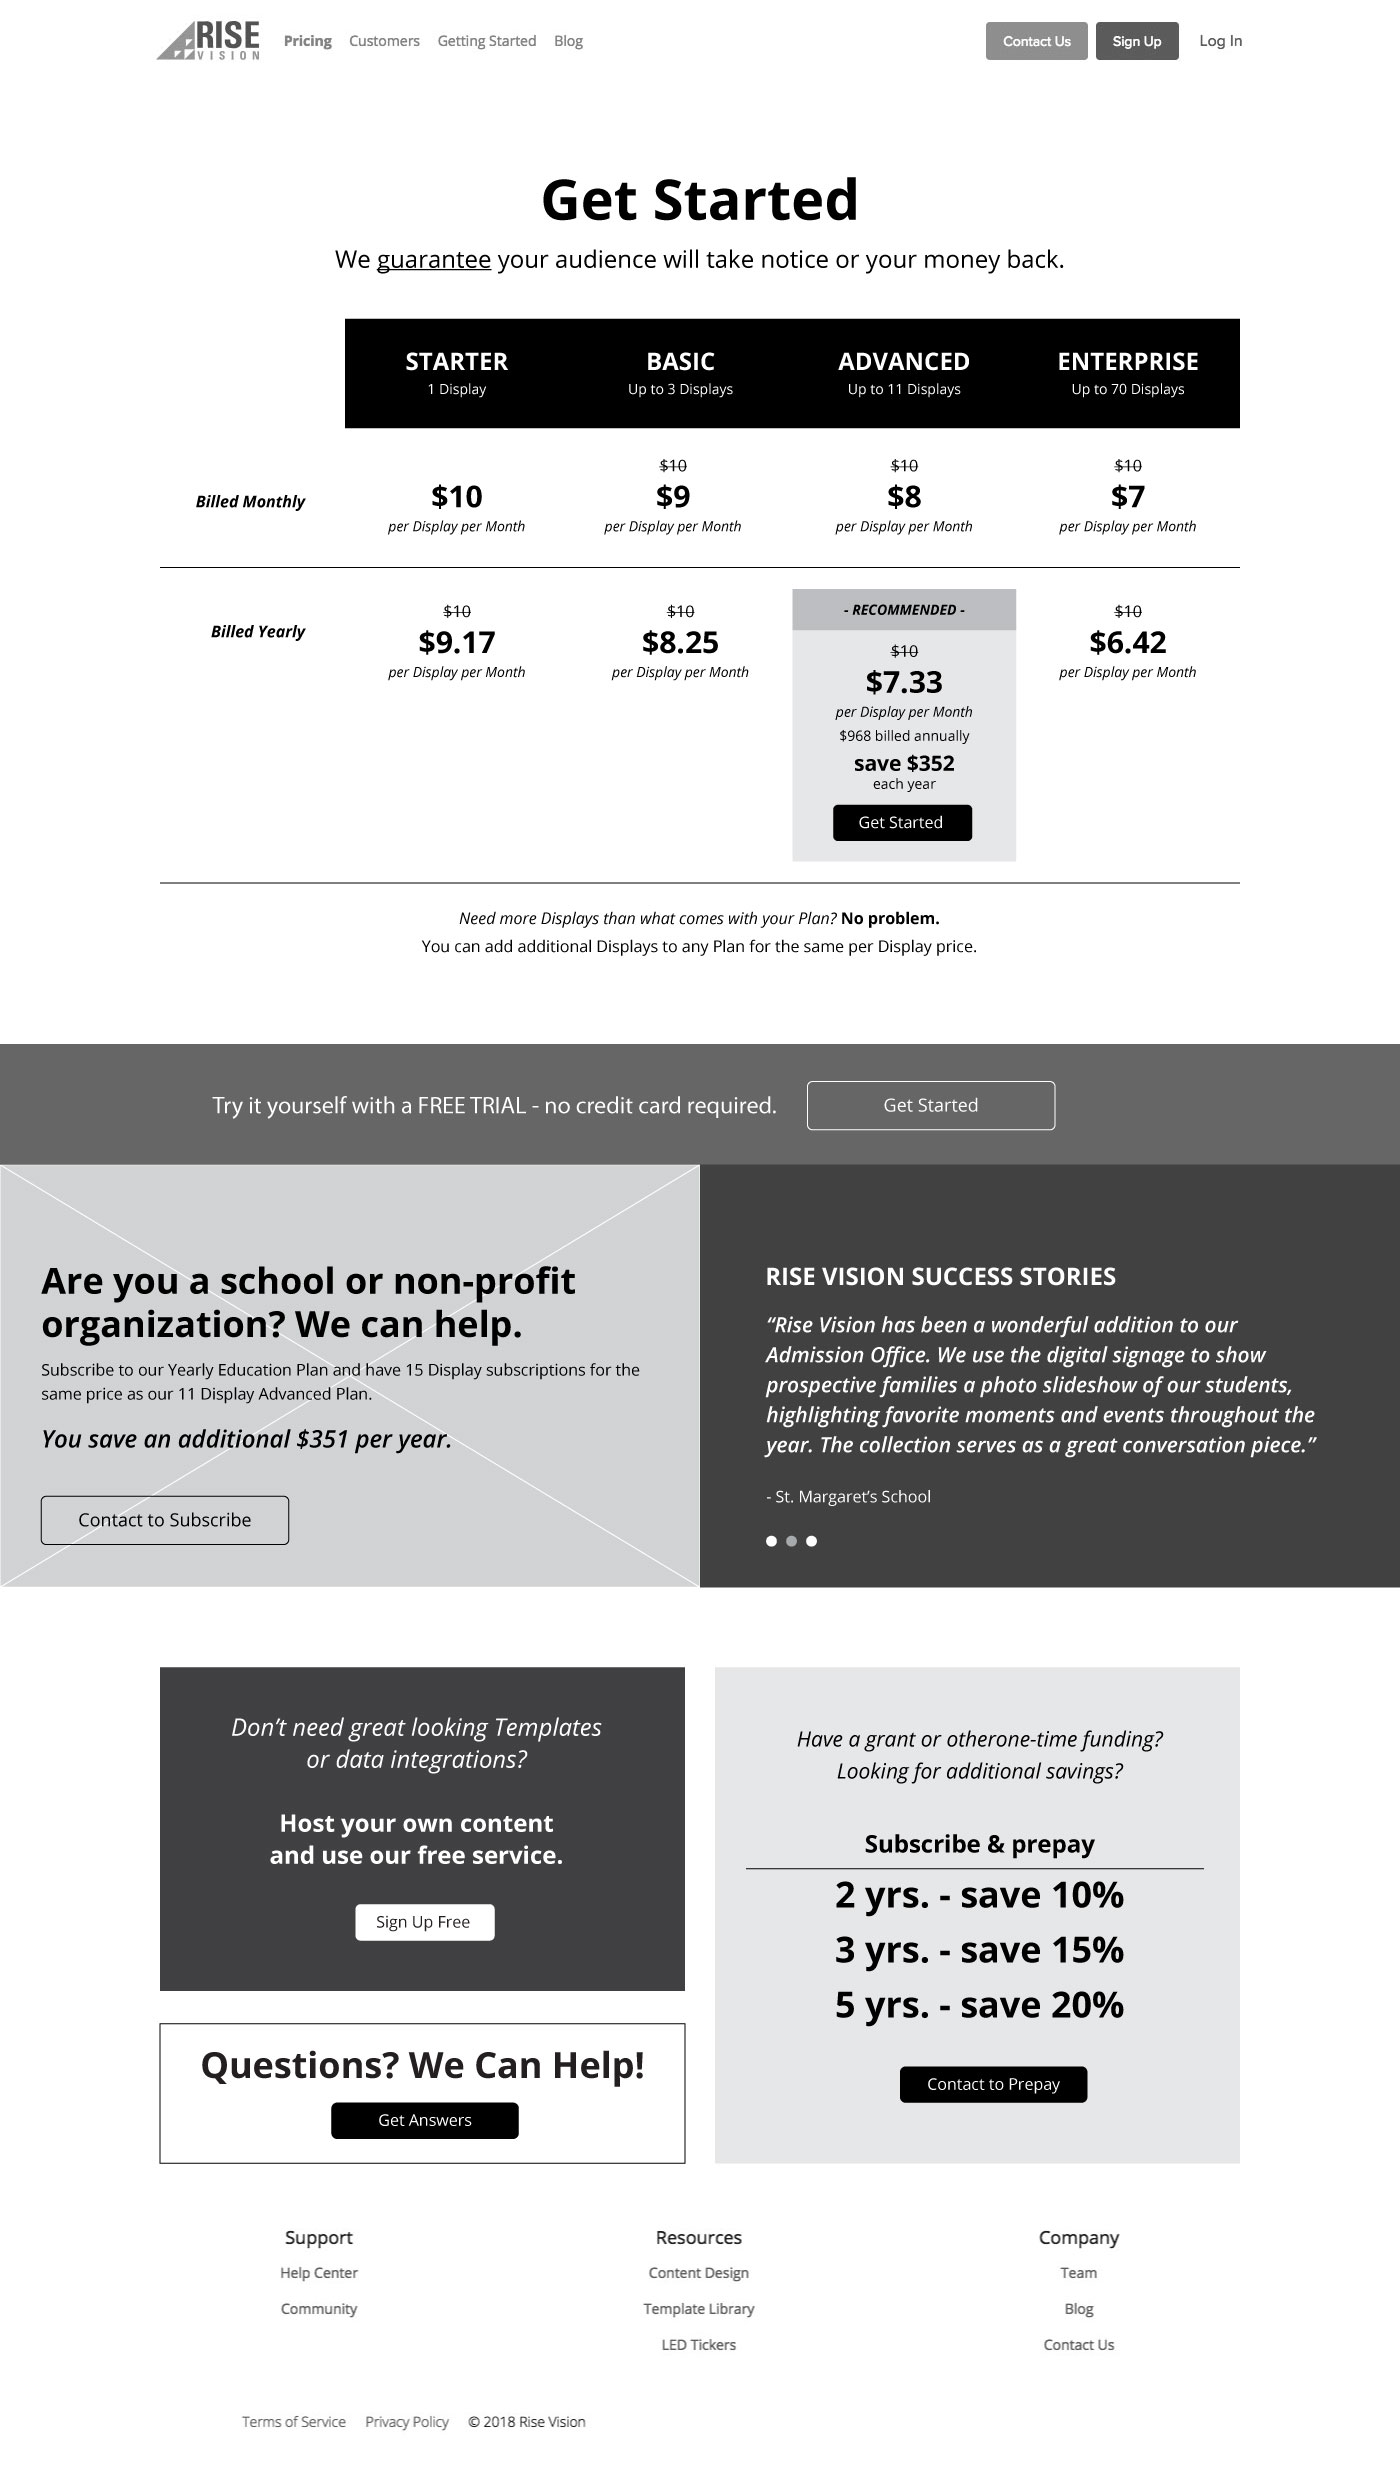 RISE
VISION
Pricing Customers Getting Started Blog
Contact Us Sign Up Log In
Get Started
We guarantee your audience will take notice or your money back.
STARTER BASIC ADVANCED ENTERPRISE
1 Display Up to 3 Displays Up to 11 Displays Up to 70 Displays
$10 $10 $10
Billed Monthly $10 $9 $8 $7
per Display per Month per Display per Month per Display per Month per Display per Month
- RECOMMENDED -
$10 $10 $10 $10
Billed Yearly $9.17 $8.25 $7.33 $6.42
per Display per Month per Display per Month per Display per Month per Display per Month
$968 billed annually
save $352
each year
Get Started
Need more Displays than what comes with your Plan? No problem.
You can add additional Displays to any Plan for the same per Display price.
Try it yourself with a FREE TRIAL - no credit card required. Get Started
Are you a school or non-profit
organization? We can help.
Subscribe to our Yearly Education Plan and have 15 Display subscriptions for the
same price as our 11 Display Advanced Plan.
You save an additional $351 per year.
Contact to Subscribe
RISE VISION SUCCESS STORIES
“Rise Vision has been a wonderful addition to our
Admission Office. We use the digital signage to show
prospective families a photo slideshow of our students,
highlighting favorite moments and events throughout the
year. The collection serves as a great conversation piece.”
- St. Margaret’s School
Don’t need great looking Templates
or data integrations?
Host your own content
and use our free service.
Sign Up Free
Questions? We Can Help!
Get Answers
Have a grant or otherone-time funding?
Looking for additional savings?
Subscribe & prepay
2 yrs. - save 10%
3 yrs. - save 15%
5 yrs. - save 20%
Contact to Prepay
Support
Help Center
Community
Resources
Content Design
Template Library
LED Tickers
Company
Team
Blog
Contact Us
Terms of Service Privacy Policy © 2018 Rise Vision